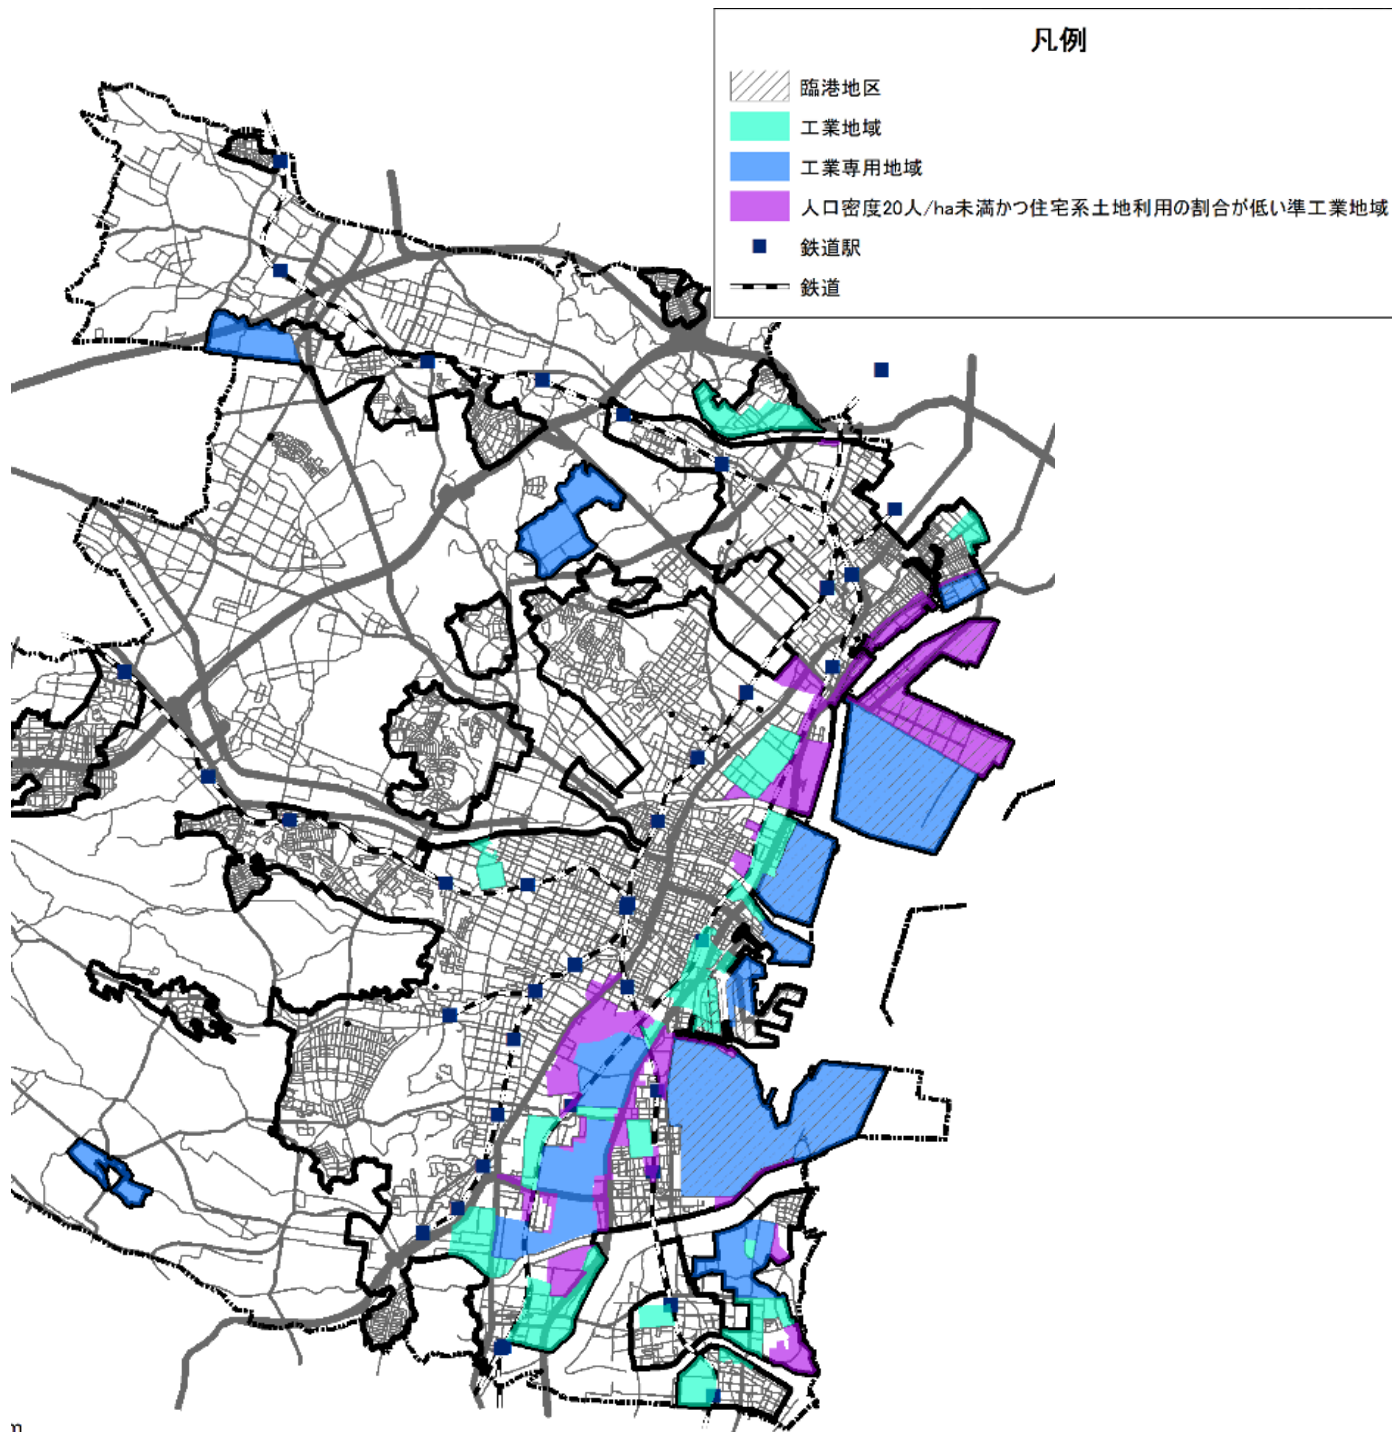 凡例
臨港地区
工業地域
工業専用地域
人口密度20人/ha未満かつ住宅系土地利用の割合が低い準工業地域
鉄道駅
鉄道